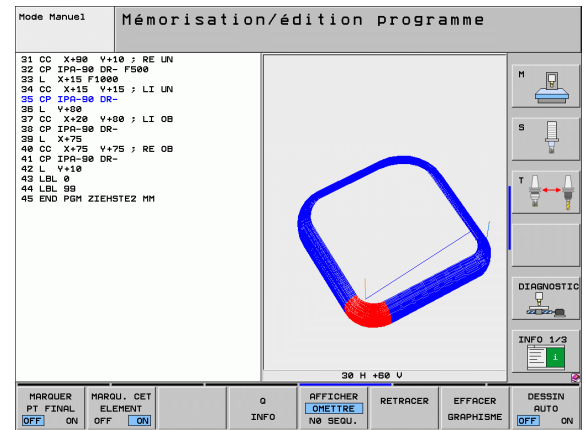 Mode Manuel
Mémorisation/édition programme
31 CC X+90 Y+10 ; RE UN
32 CP IPA-90 DR- F500
33 L X+15 F1000
34 CC X+15 Y+15 ; LI UN
35 CP IPA-90 DR-
36 L Y+80
37 CC X+20 Y+80 ; LI OB
38 CP IPA-90 DR-
39 L X+75
40 CC X+75 Y+75 ; RE OB
41 CP IPA-90 DR-
42 L Y+10
43 LBL 0
44 LBL 99
45 END PGM ZIEHSTE2 MM
M
S
T
DIAGNOSTIC
INFO 1/3
i
30 H +60 V
MARQUER PT FINAL OFF ON
MARQU. CET ELEMENT OFF ON
Q INFO
AFFICHER OMETTRE N0 SEQU.
RETRACER
EFFACER GRAPHISME
DESSIN AUTO OFF ON